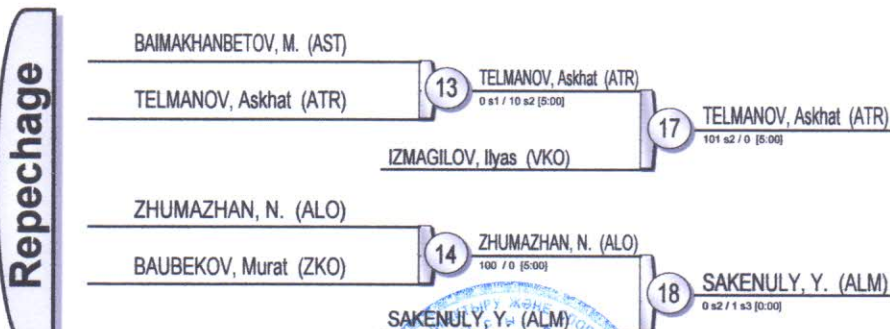 Repechage
BAIMAKHANBETOV, M. (AST)
TELMANOV, Askhat (ATR)
13
TELMANOV, Askhat (ATR)
0 s1 / 10 s2 [5:00]
IZMAGILOV, Ilyas (VKO)
17
TELMANOV, Askhat (ATR)
101 s2 / 0 [5:00]
ZHUMAZHAN, N. (ALO)
BAUBEKOV, Murat (ZKO)
14
ZHUMAZHAN, N. (ALO)
100 / 0 [5:00]
SAKENULY, Y. (ALM)
18
SAKENULY, Y. (ALM)
0 s2 / 1 s3 [0:00]